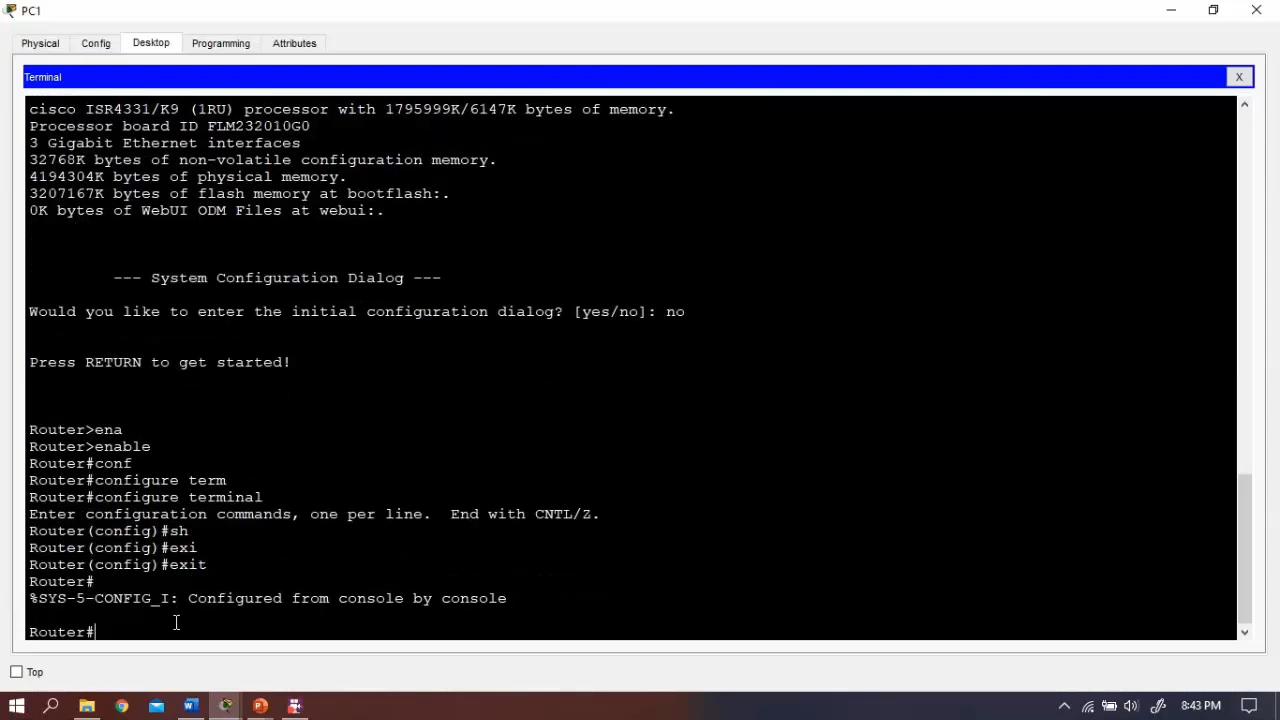 PC1
Physical Config Desktop Programming Attributes
Terminal X
cisco ISR4331/K9 (1RU) processor with 1795999K/6147K bytes of memory.
Processor board ID FLM232010G0
3 Gigabit Ethernet interfaces
32768K bytes of non-volatile configuration memory.
4194304K bytes of physical memory.
3207167K bytes of flash memory at bootflash:.
0K bytes of WebUI ODM Files at webui:.
--- System Configuration Dialog ---
Would you like to enter the initial configuration dialog? [yes/no]: no
Press RETURN to get started!
Router>ena
Router>enable
Router#conf
Router#configure term
Router#configure terminal
Enter configuration commands, one per line.  End with CNTL/Z.
Router(config)#sh
Router(config)#exi
Router(config)#exit
Router#
%SYS-5-CONFIG_I: Configured from console by console
Router#
Top
8:43 PM